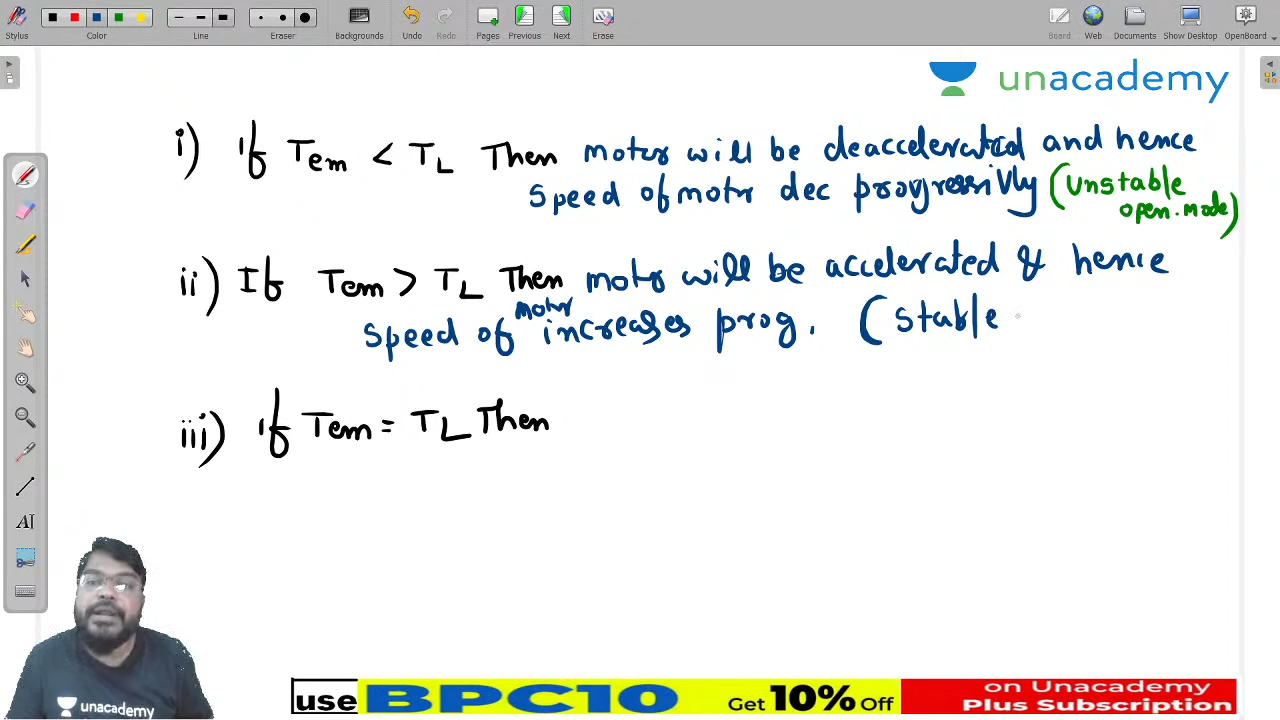 Stylus Color Line Eraser Backgrounds Undo Redo Pages Previous Next Erase Board Web Documents Show Desktop OpenBoard
unacademy
i) If Tem < TL Then motor will be deaccelerated and hence
speed of motor dec progressivly (unstable
open. mode)
ii) If Tem > TL Then motor will be accelerated & hence
speed of motor increases prog. (stable
iii) if Tem = TL Then
unacademy
use BPC10 Get 10% Off on Unacademy
Plus Subscription